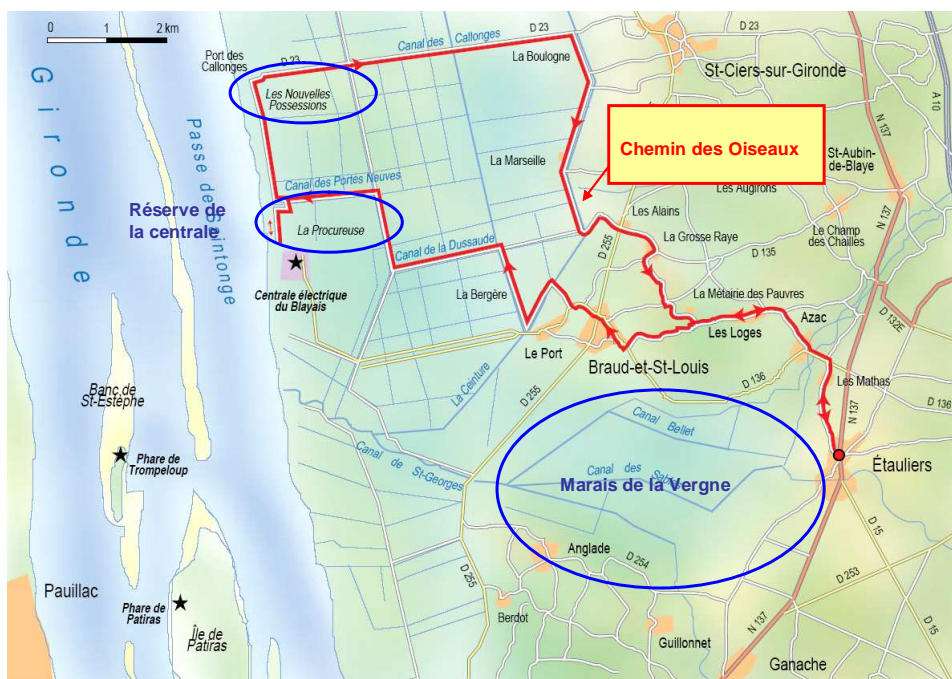 0 1 2 km
D 23
Canal des Callonges
D 23
D 23
Port des
Callonges
La Boulogne
St-Ciers-sur-Gironde
A 10
Gironde
Les Nouvelles
Possessions
N 137
Passe de Saintonge
La Marseille
Chemin des Oiseaux
St-Aubin-
de-Blaye
Canal des Portes Neuves
Les Augirons
N 137
Réserve de
la centrale
La Procureuse
Les Alains
Le Champ
des Chailles
La Grosse Raye
D 135
Canal de la Dussaude
D 255
Centrale électrique
du Blayais
La Bergère
La Métairie des Pauvres
Azac
D 132E
Les Loges
Le Port
Braud-et-St-Louis
D 136
Les Mathas
La Ceinture
D 255
Banc de
St-Estèphe
N 137
D 136
Canal Bellet
Phare de
Trompeloup
Canal de St-Georges
Canal des
Marais de la Vergne
Étauliers
D 15
Anglade
D 254
Pauillac
D 255
D 253
Phare de
Patiras
Berdot
Île de
Patiras
Guillonnet
N 137
D 15
Ganache